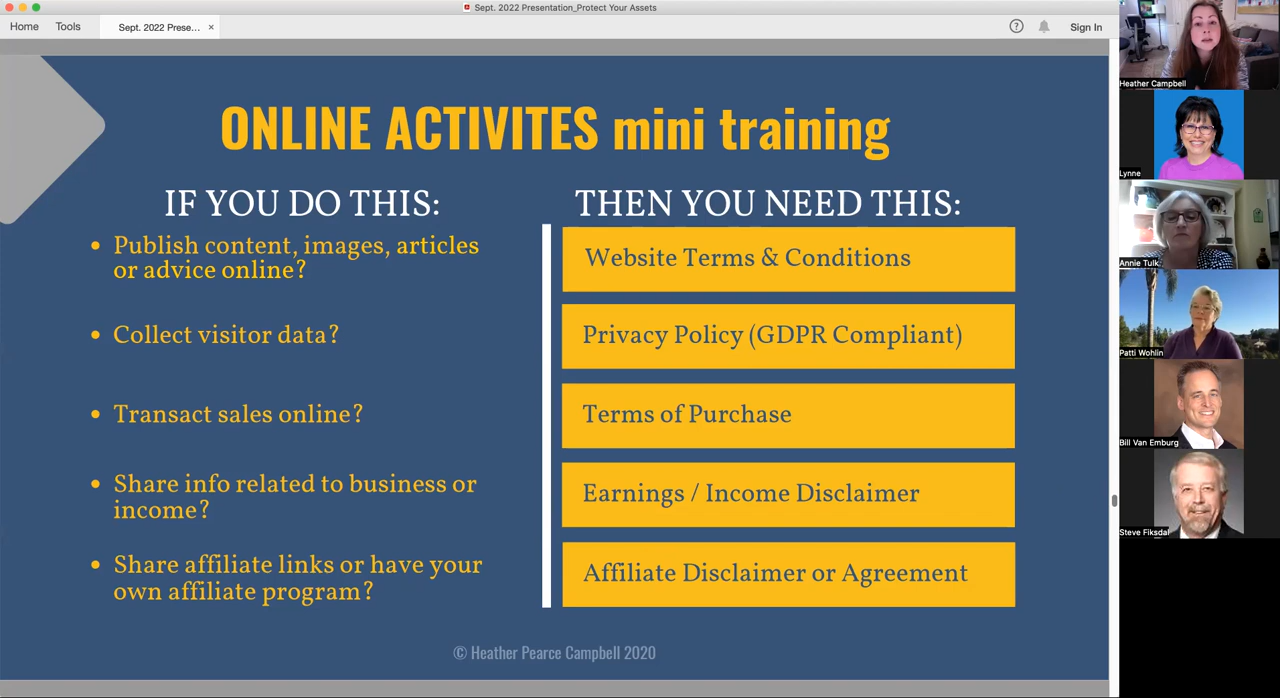 Sept. 2022 Presentation_Protect Your Assets
Home
Tools
Sept. 2022 Prese...
×
?
Sign In
ONLINE ACTIVITES mini training
IF YOU DO THIS:
THEN YOU NEED THIS:
• Publish content, images, articles
or advice online?
Website Terms & Conditions
• Collect visitor data?
Privacy Policy (GDPR Compliant)
• Transact sales online?
Terms of Purchase
• Share info related to business or
income?
Earnings / Income Disclaimer
• Share affiliate links or have your
own affiliate program?
Affiliate Disclaimer or Agreement
© Heather Pearce Campbell 2020
Heather Campbell
Lynne
Annie Tulk
Patti Wohlin
Bill Van Emburg
Steve Fiksdal